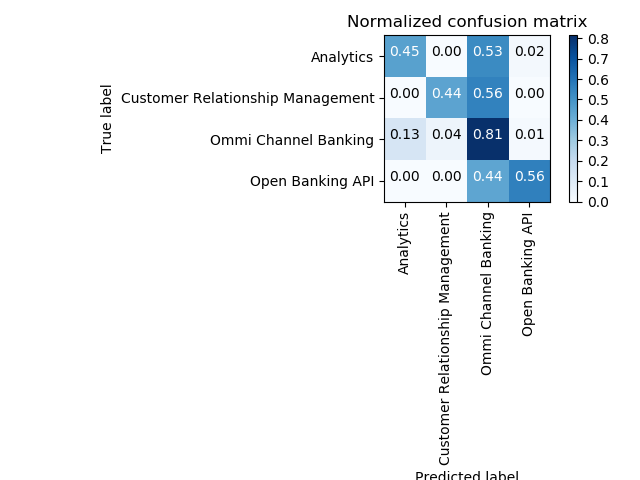 Normalized confusion matrix
True label
Analytics 0.45 0.00 0.53 0.02
Customer Relationship Management 0.00 0.44 0.56 0.00
Ommi Channel Banking 0.13 0.04 0.81 0.01
Open Banking API 0.00 0.00 0.44 0.56
0.8
0.7
0.6
0.5
0.4
0.3
0.2
0.1
0.0
Analytics
Customer Relationship Management
Ommi Channel Banking
Open Banking API
Predicted label